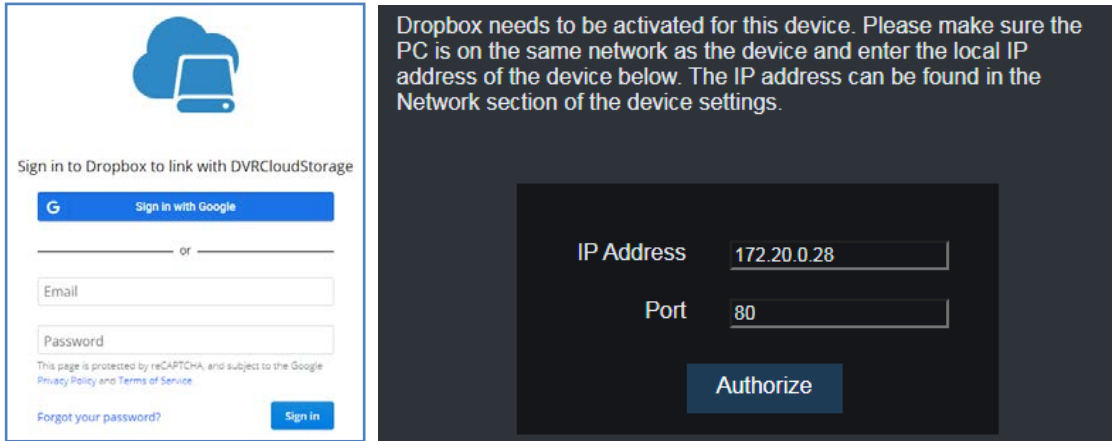 Sign in to Dropbox to link with DVRCloudStorage
G Sign in with Google
or
Email
Password
This page is protected by reCAPTCHA, and subject to the Google
Privacy Policy and Terms of Service.
Forgot your password?
Sign in
Dropbox needs to be activated for this device. Please make sure the
PC is on the same network as the device and enter the local IP
address of the device below. The IP address can be found in the
Network section of the device settings.
IP Address 172.20.0.28
Port 80
Authorize